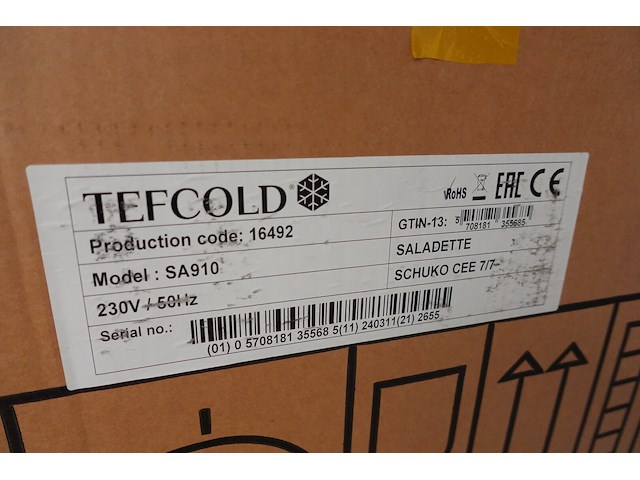 TEFCOLD
RoHS EAC CE
Production code: 16492
GTIN-13: 5 708181 355685
Model : SA910
SALADETTE
230V / 50Hz
SCHUKO CEE 7/7
Serial no.:
(01) 0 5708181 35568 5(11) 240311(21) 2655